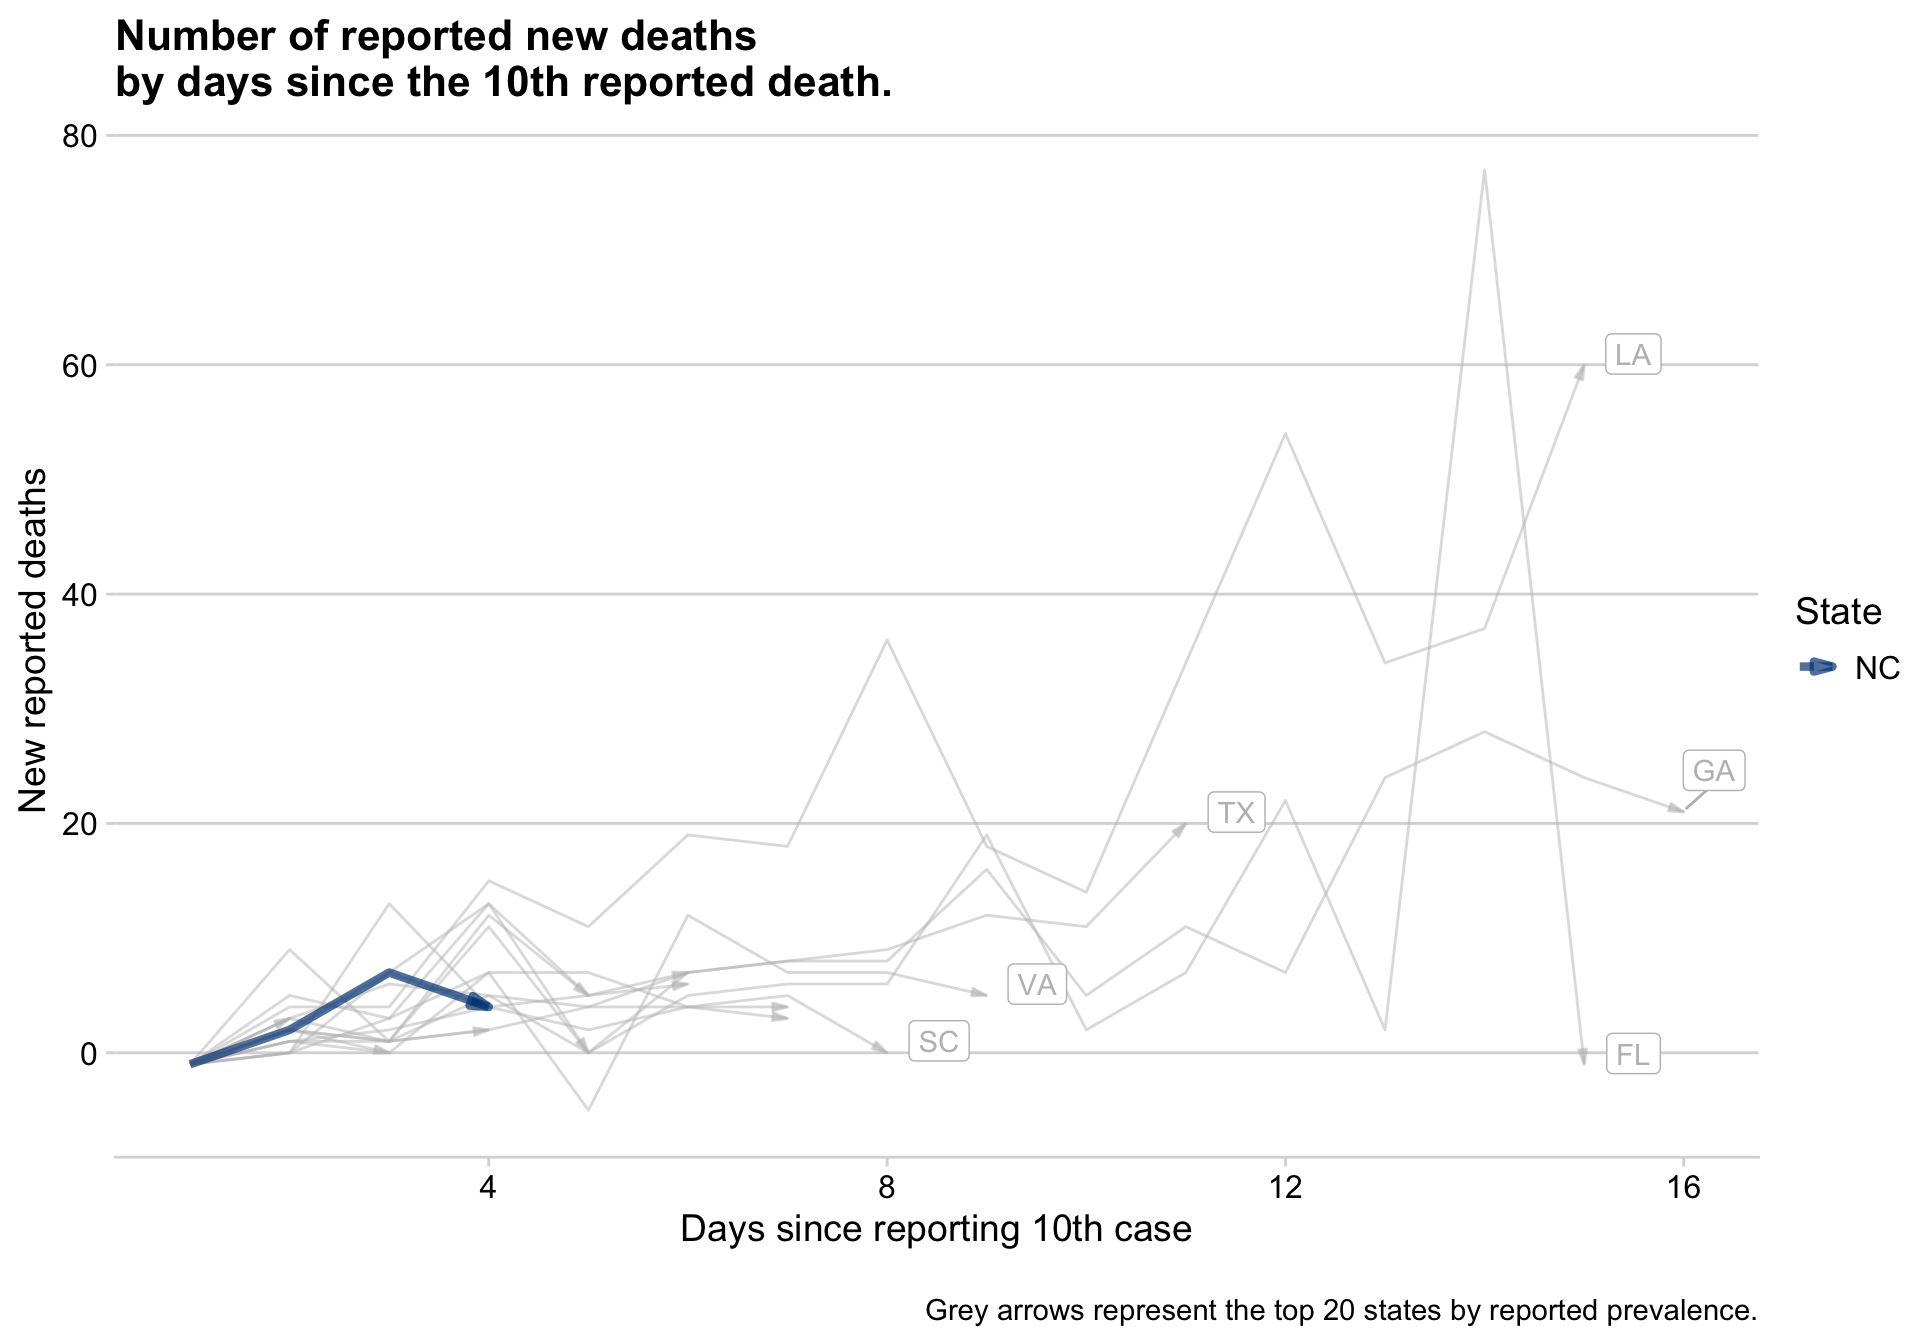 Number of reported new deaths
by days since the 10th reported death.
80
60
40
20
0
New reported deaths
LA
GA
TX
VA
SC
FL
State
NC
4 8 12 16
Days since reporting 10th case
Grey arrows represent the top 20 states by reported prevalence.